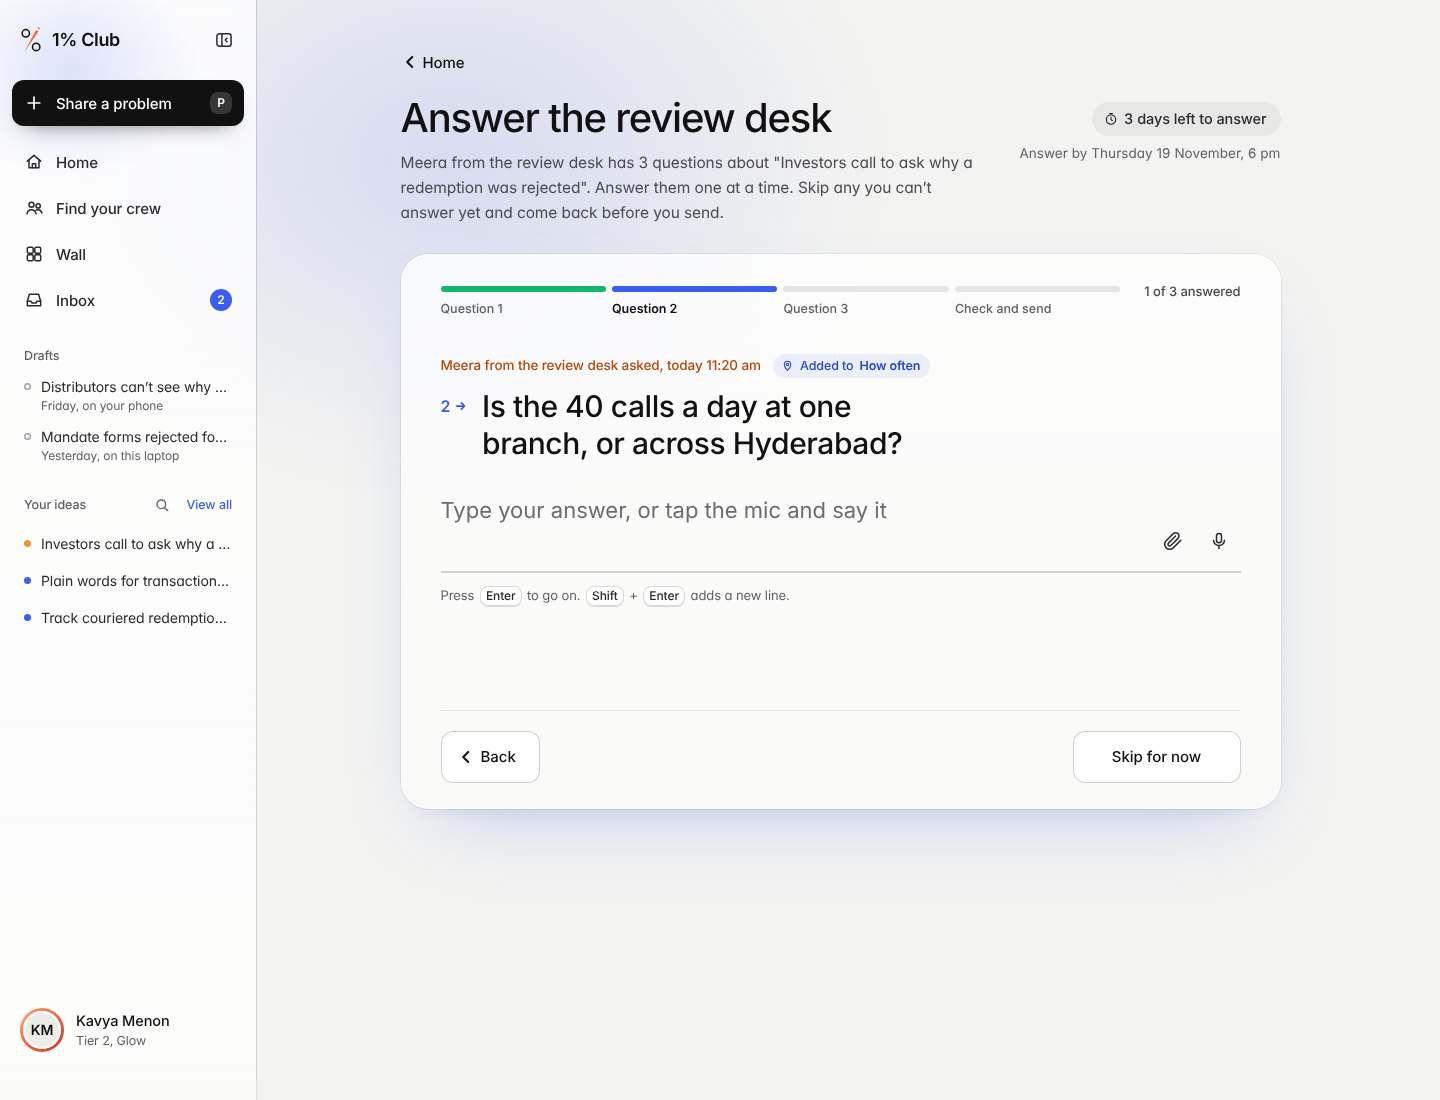 1% Club
Share a problem P
Home
Find your crew
Wall
Inbox 2
Drafts
Distributors can't see why ...
Friday, on your phone
Mandate forms rejected fo...
Yesterday, on this laptop
Your ideas View all
Investors call to ask why a ...
Plain words for transaction...
Track couriered redemptio...
KM
Kavya Menon
Tier 2, Glow
Home
Answer the review desk
3 days left to answer
Answer by Thursday 19 November, 6 pm
Meera from the review desk has 3 questions about "Investors call to ask why a
redemption was rejected". Answer them one at a time. Skip any you can't
answer yet and come back before you send.
Question 1
Question 2
Question 3
Check and send
1 of 3 answered
Meera from the review desk asked, today 11:20 am
Added to How often
2 → Is the 40 calls a day at one
branch, or across Hyderabad?
Type your answer, or tap the mic and say it
Press Enter to go on. Shift + Enter adds a new line.
Back
Skip for now